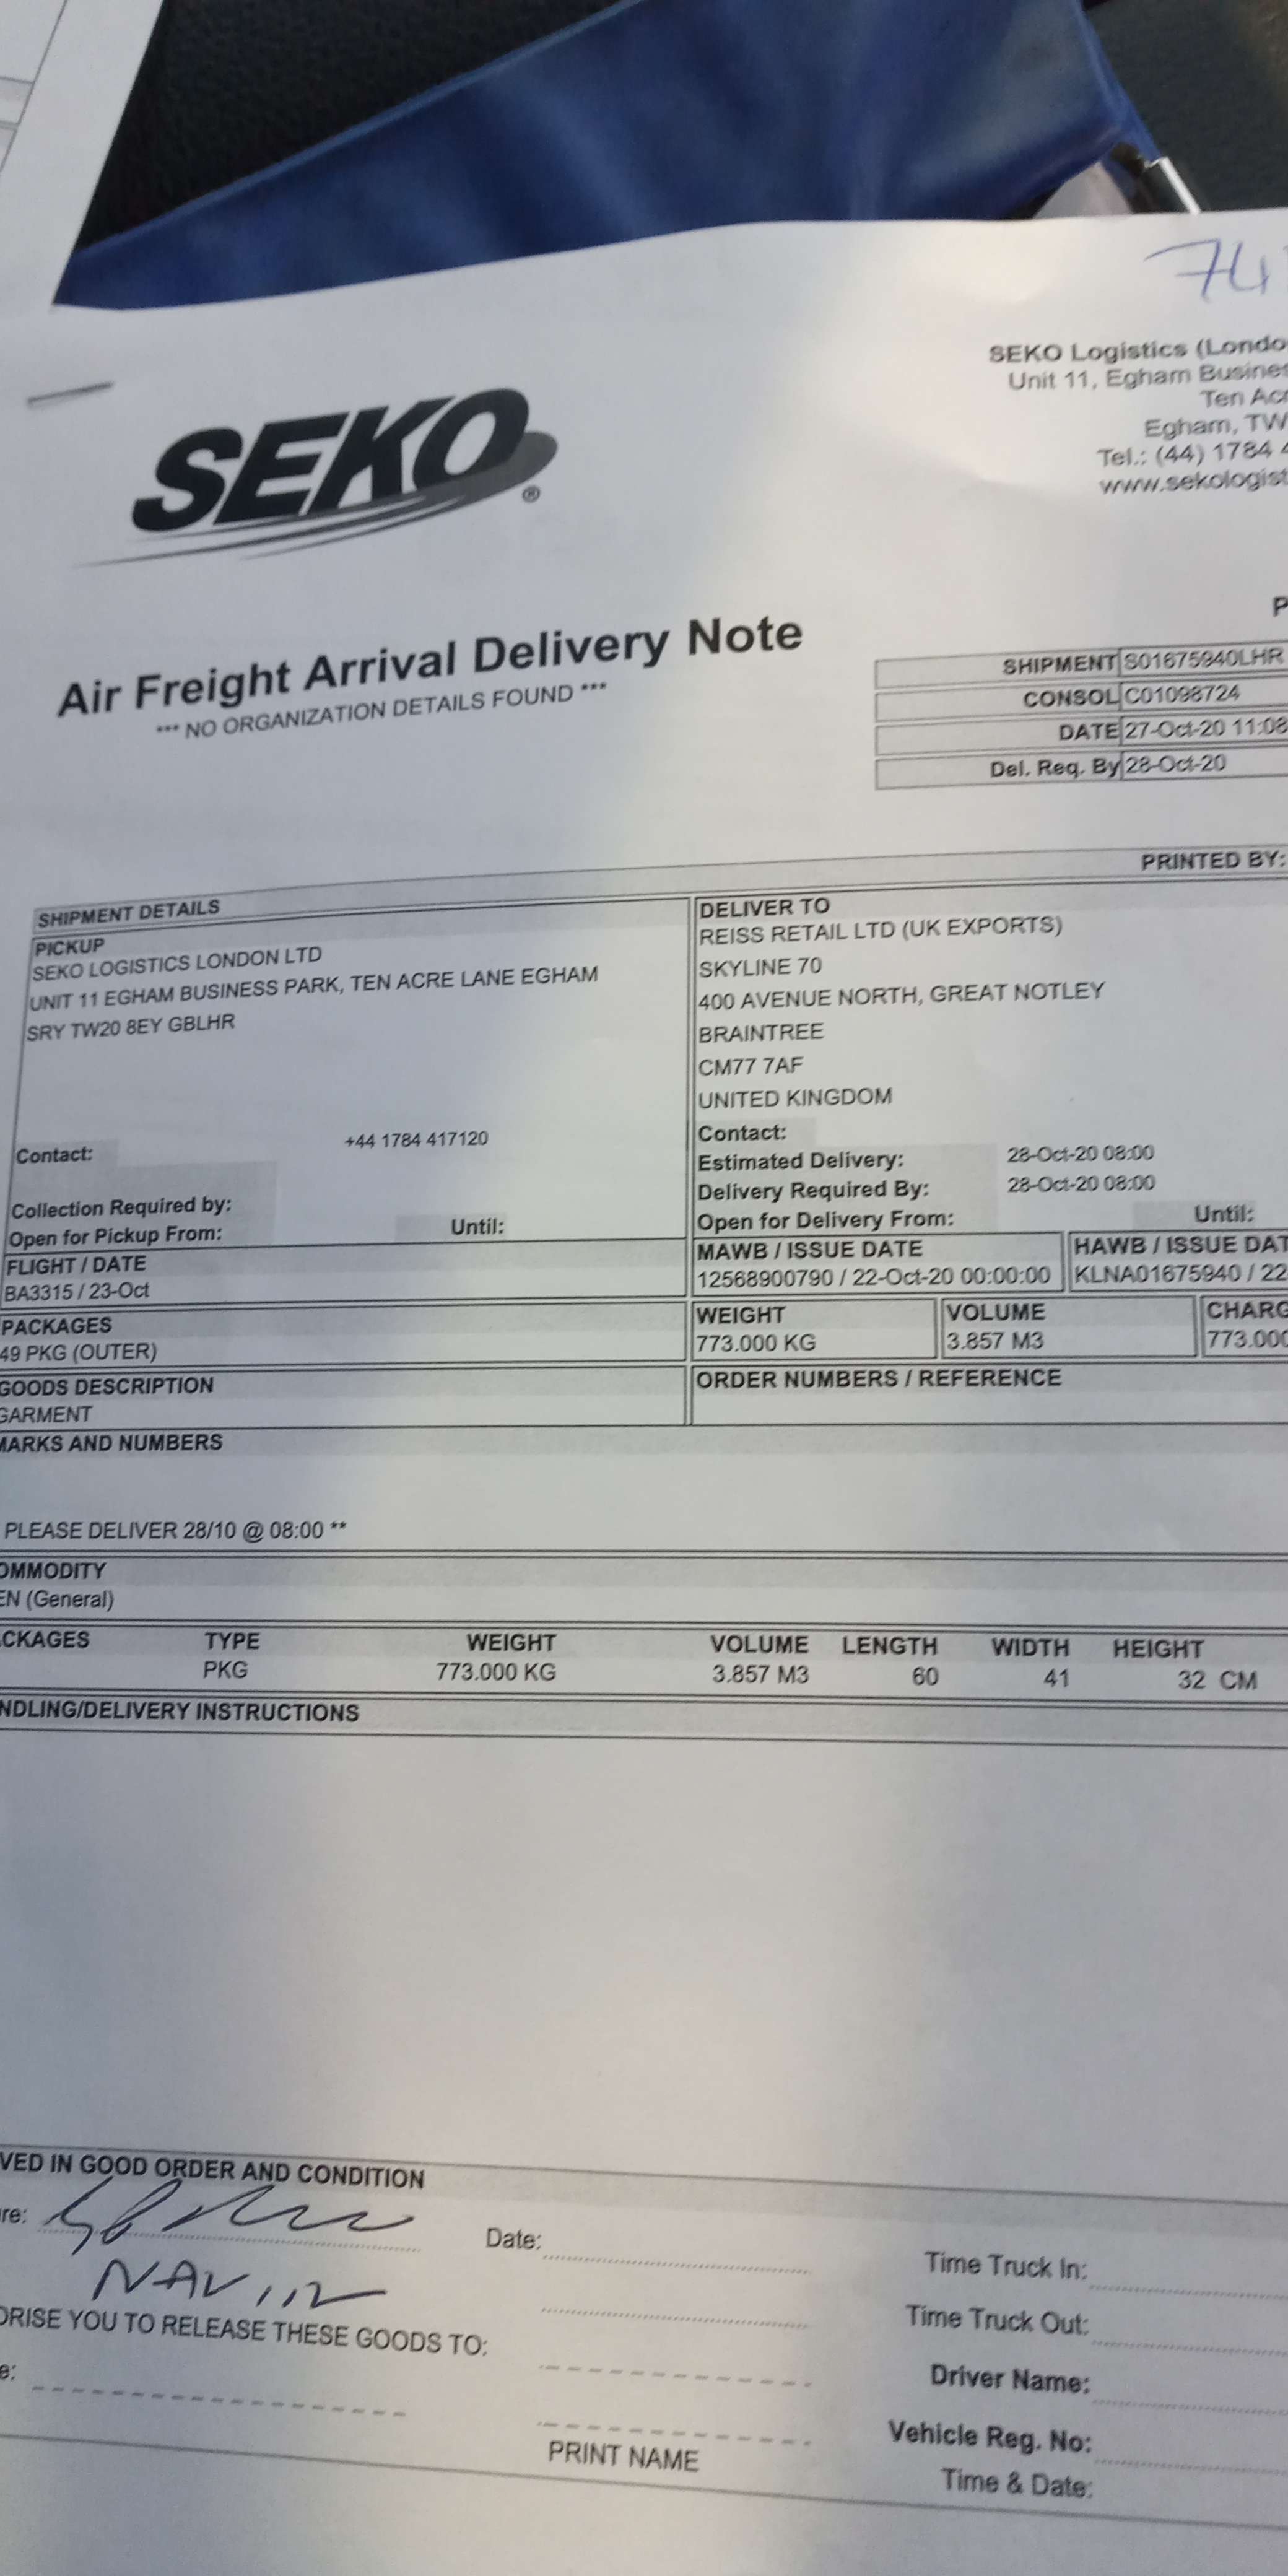 74
SEKO Logistics (Londo
Unit 11, Egham Busines
Ten Acr
Egham, TW
Tel.: (44) 1784 4
www.sekologist
SEKO®
Air Freight Arrival Delivery Note
*** NO ORGANIZATION DETAILS FOUND ***
P
SHIPMENT S01675940LHR
CONSOL C01098724
DATE 27-Oct-20 11:08
Del. Req. By 28-Oct-20
PRINTED BY:
SHIPMENT DETAILS
PICKUP
SEKO LOGISTICS LONDON LTD
UNIT 11 EGHAM BUSINESS PARK, TEN ACRE LANE EGHAM
SRY TW20 8EY GBLHR
Contact: +44 1784 417120
Collection Required by:
Open for Pickup From: Until:
DELIVER TO
REISS RETAIL LTD (UK EXPORTS)
SKYLINE 70
400 AVENUE NORTH, GREAT NOTLEY
BRAINTREE
CM77 7AF
UNITED KINGDOM
Contact:
Estimated Delivery: 28-Oct-20 08:00
Delivery Required By: 28-Oct-20 08:00
Open for Delivery From: Until:
FLIGHT / DATE
BA3315 / 23-Oct
MAWB / ISSUE DATE
12568900790 / 22-Oct-20 00:00:00
HAWB / ISSUE DAT
KLNA01675940 / 22
PACKAGES
49 PKG (OUTER)
WEIGHT
773.000 KG
VOLUME
3.857 M3
CHARG
773.000
GOODS DESCRIPTION
GARMENT
ORDER NUMBERS / REFERENCE
MARKS AND NUMBERS
PLEASE DELIVER 28/10 @ 08:00 **
OMMODITY
EN (General)
CKAGES TYPE WEIGHT VOLUME LENGTH WIDTH HEIGHT
PKG 773.000 KG 3.857 M3 60 41 32 CM
NDLING/DELIVERY INSTRUCTIONS
VED IN GOOD ORDER AND CONDITION
re: Date:
Time Truck In:
Time Truck Out:
ORISE YOU TO RELEASE THESE GOODS TO:
e:
Driver Name:
Vehicle Reg. No:
PRINT NAME
Time & Date: